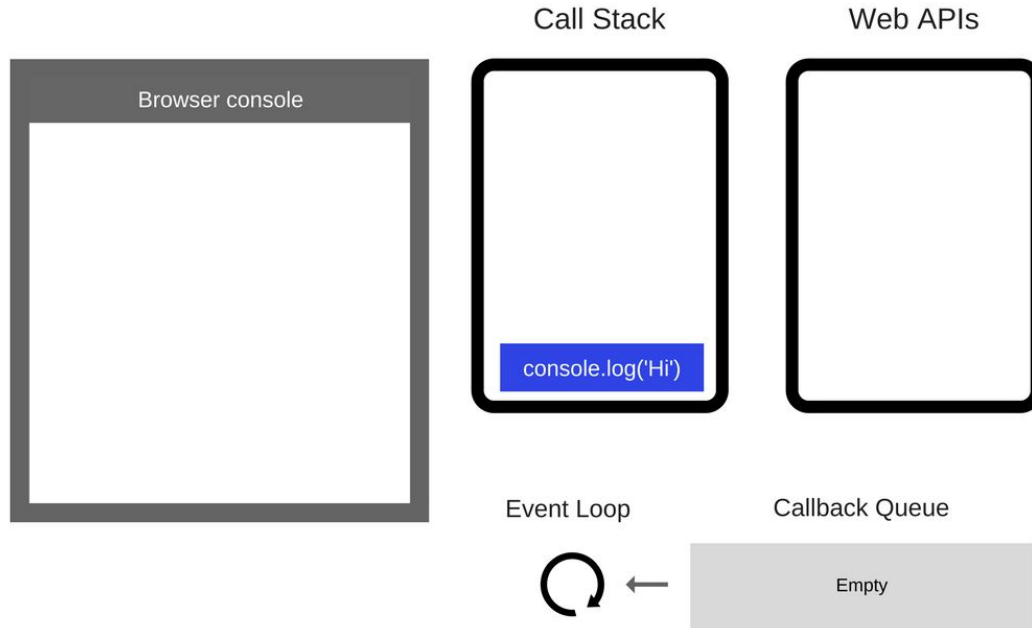 Call Stack
Web APIs
Browser console
console.log('Hi')
Event Loop
Callback Queue
Empty